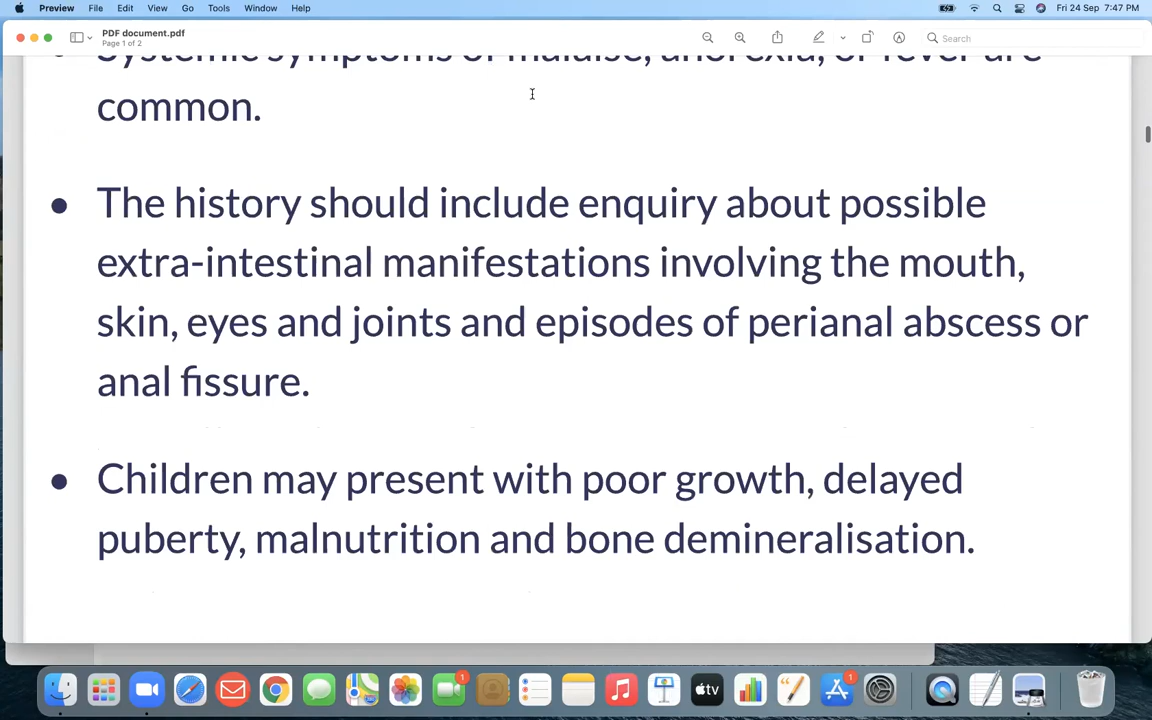 Preview File Edit View Go Tools Window Help Fri 24 Sep 7:47 PM
PDF document.pdf
Page 1 of 2
Search
Systemic symptoms of malaise, anorexia, or fever are
common.
● The history should include enquiry about possible
extra-intestinal manifestations involving the mouth,
skin, eyes and joints and episodes of perianal abscess or
anal fissure.
● Children may present with poor growth, delayed
puberty, malnutrition and bone demineralisation.
1
tv
1